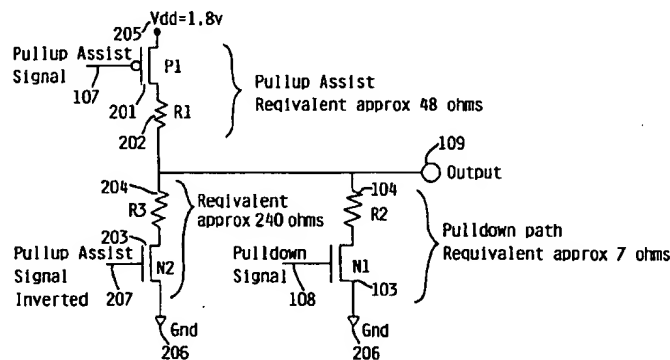 205
Vdd=1.8v
Pullup Assist
Signal
107
P1
201
R1
202
Pullup Assist
Reqivalent approx 48 ohms
109
Output
204
R3
Reqivalent
approx 240 ohms
104
R2
203
Pullup Assist
Signal
Inverted
207
N2
Pulldown
Signal
108
N1
103
Pulldown path
Requivalent approx 7 ohms
Gnd
206
Gnd
206